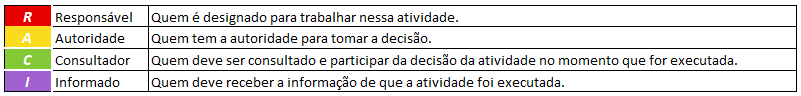 R Responsável Quem é designado para trabalhar nessa atividade.
A Autoridade Quem tem a autoridade para tomar a decisão.
C Consultador Quem deve ser consultado e participar da decisão da atividade no momento que for executada.
I Informado Quem deve receber a informação de que a atividade foi executada.